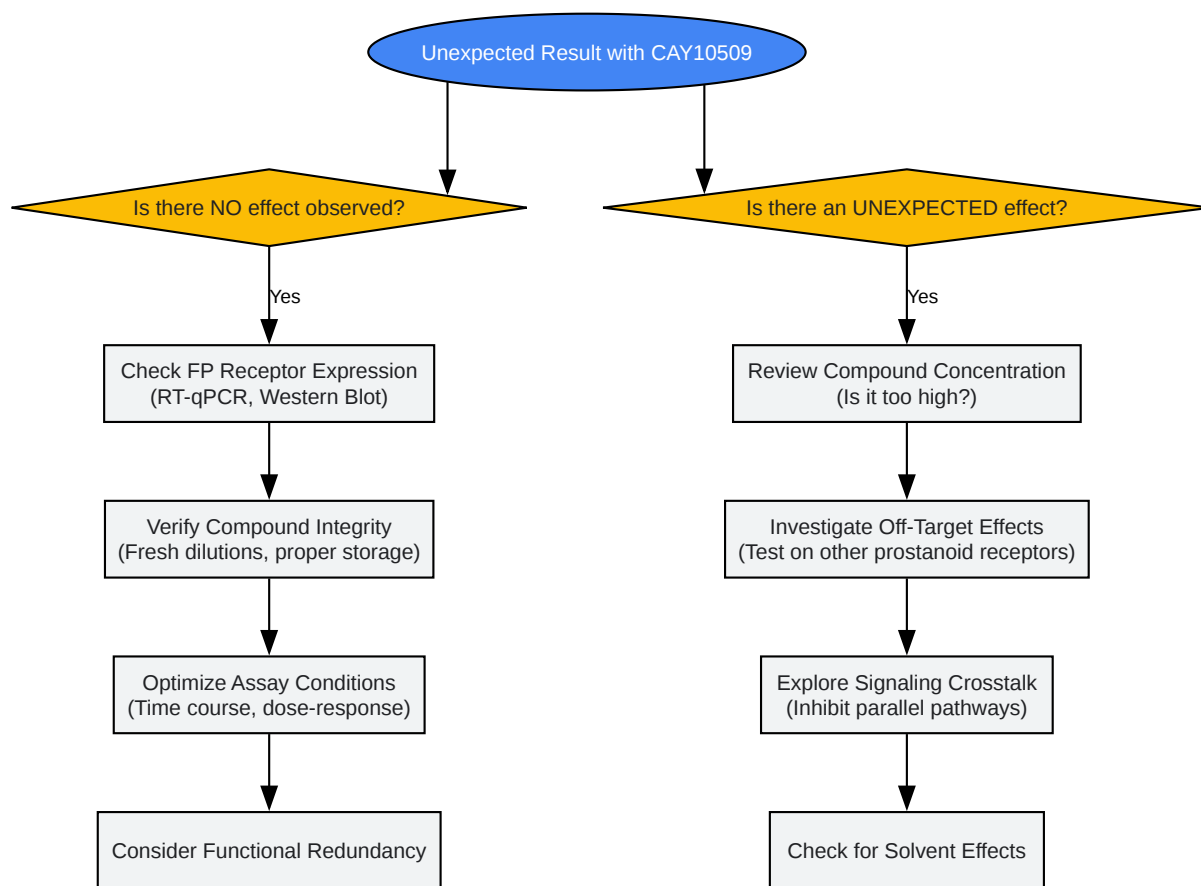 Unexpected Result with CAY10509
Is there NO effect observed?
Is there an UNEXPECTED effect?
Yes
Yes
Check FP Receptor Expression
(RT-qPCR, Western Blot)
Review Compound Concentration
(Is it too high?)
Verify Compound Integrity
(Fresh dilutions, proper storage)
Investigate Off-Target Effects
(Test on other prostanoid receptors)
Optimize Assay Conditions
(Time course, dose-response)
Explore Signaling Crosstalk
(Inhibit parallel pathways)
Consider Functional Redundancy
Check for Solvent Effects